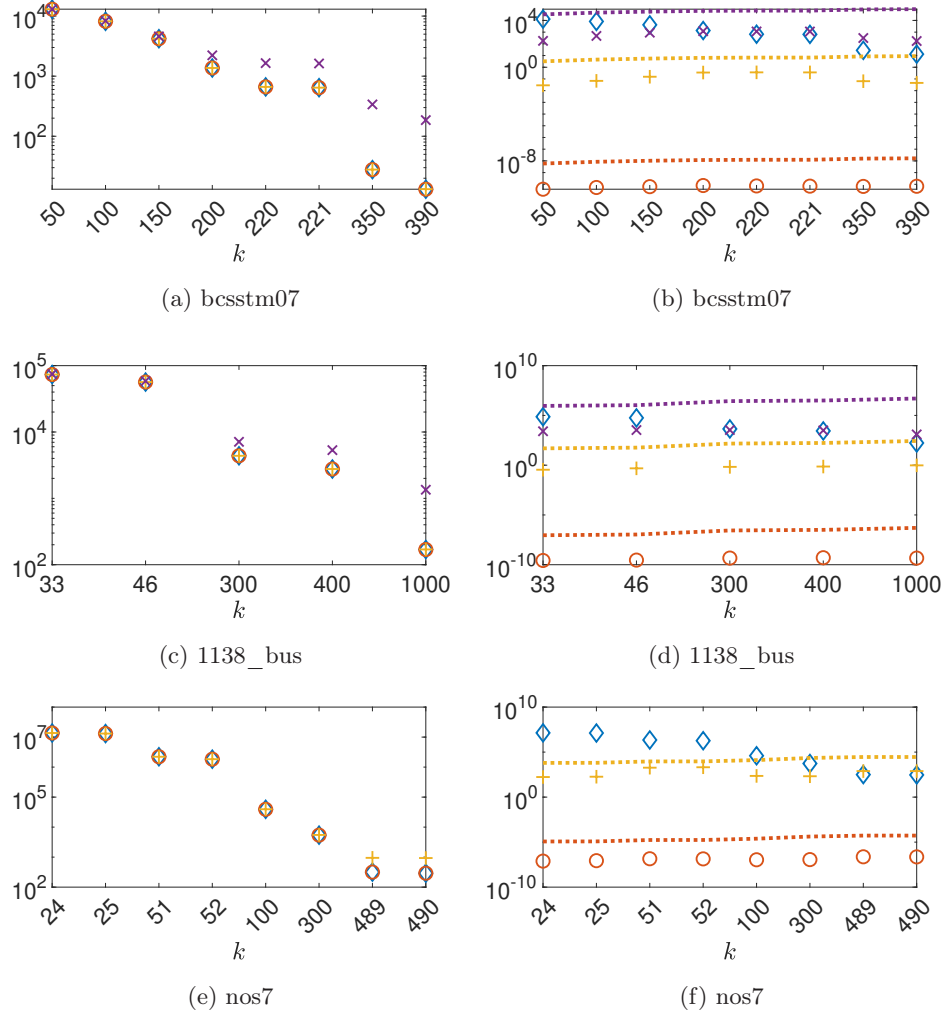 10^4
10^3
10^2
50 100 150 200 220 221 350 390
k
(a) bcsstm07
10^4
10^0
10^-8
50 100 150 200 220 221 350 390
k
(b) bcsstm07
10^5
10^4
10^2
33 46 300 400 1000
k
(c) 1138_bus
10^10
10^0
10^-10
33 46 300 400 1000
k
(d) 1138_bus
10^7
10^5
10^2
24 25 51 52 100 300 489 490
k
(e) nos7
10^10
10^0
10^-10
24 25 51 52 100 300 489 490
k
(f) nos7